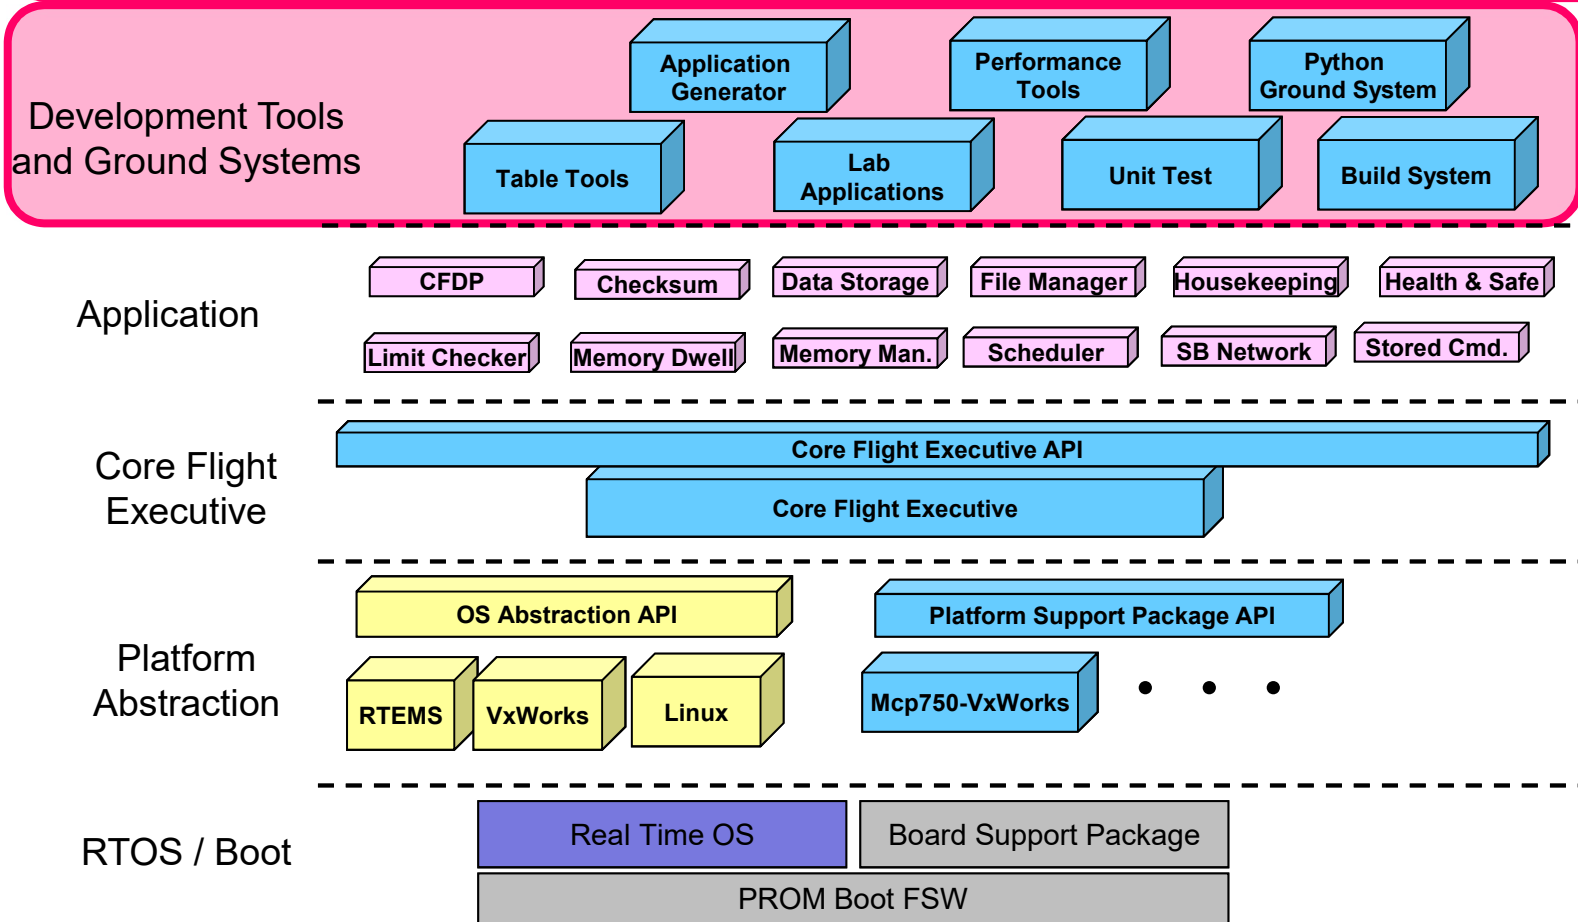 Development Tools
and Ground Systems
Application
Generator
Performance
Tools
Python
Ground System
Table Tools
Lab
Applications
Unit Test
Build System
Application
CFDP
Checksum
Data Storage
File Manager
Housekeeping
Health & Safe
Limit Checker
Memory Dwell
Memory Man.
Scheduler
SB Network
Stored Cmd.
Core Flight
Executive
Core Flight Executive API
Core Flight Executive
Platform
Abstraction
OS Abstraction API
Platform Support Package API
RTEMS
VxWorks
Linux
Mcp750-VxWorks
• • •
RTOS / Boot
Real Time OS
Board Support Package
PROM Boot FSW